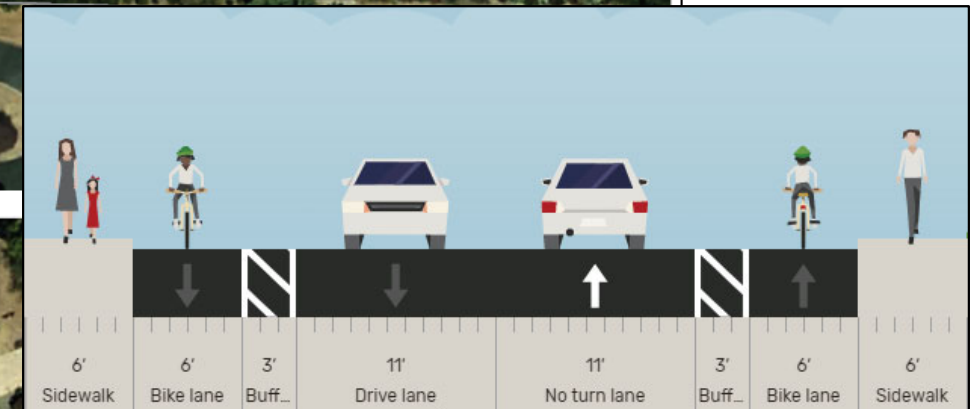 6' 6' 3' 11' 11' 3' 6' 6'
Sidewalk Bike lane Buff... Drive lane No turn lane Buff... Bike lane Sidewalk